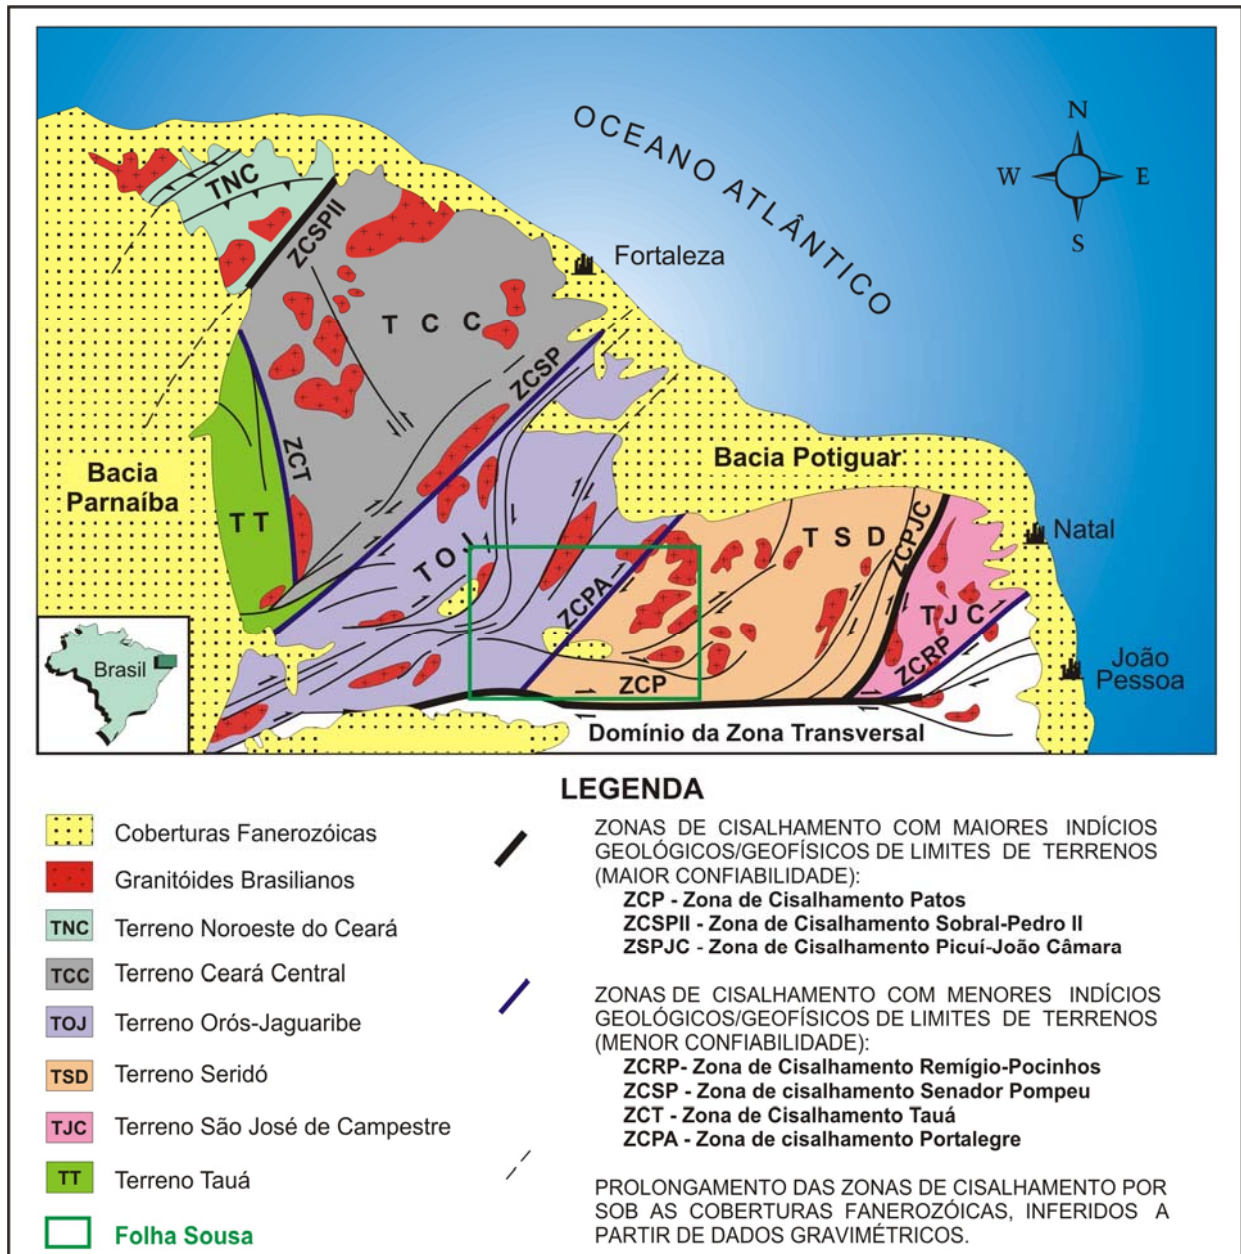 OCEANO ATLÂNTICO
N
W
E
S
TNC
ZCSPII
Fortaleza
TCC
ZCSP
ZCT
Bacia
Parnaíba
TT
Bacia Potiguar
TOJ
ZCPA
TSD
ZCPJC
Natal
TJC
ZCRP
João
Pessoa
ZCP
Domínio da Zona Transversal
Brasil
LEGENDA
Coberturas Fanerozóicas
Granitóides Brasilianos
TNC Terreno Noroeste do Ceará
TCC Terreno Ceará Central
TOJ Terreno Orós-Jaguaribe
TSD Terreno Seridó
TJC Terreno São José de Campestre
TT Terreno Tauá
Folha Sousa
ZONAS DE CISALHAMENTO COM MAIORES INDÍCIOS
GEOLÓGICOS/GEOFÍSICOS DE LIMITES DE TERRENOS
(MAIOR CONFIABILIDADE):
ZCP - Zona de Cisalhamento Patos
ZCSPII - Zona de Cisalhamento Sobral-Pedro II
ZSPJC - Zona de Cisalhamento Picuí-João Câmara
ZONAS DE CISALHAMENTO COM MENORES INDÍCIOS
GEOLÓGICOS/GEOFÍSICOS DE LIMITES DE TERRENOS
(MENOR CONFIABILIDADE):
ZCRP- Zona de Cisalhamento Remígio-Pocinhos
ZCSP - Zona de cisalhamento Senador Pompeu
ZCT - Zona de Cisalhamento Tauá
ZCPA - Zona de cisalhamento Portalegre
PROLONGAMENTO DAS ZONAS DE CISALHAMENTO POR
SOB AS COBERTURAS FANEROZÓICAS, INFERIDOS A
PARTIR DE DADOS GRAVIMÉTRICOS.